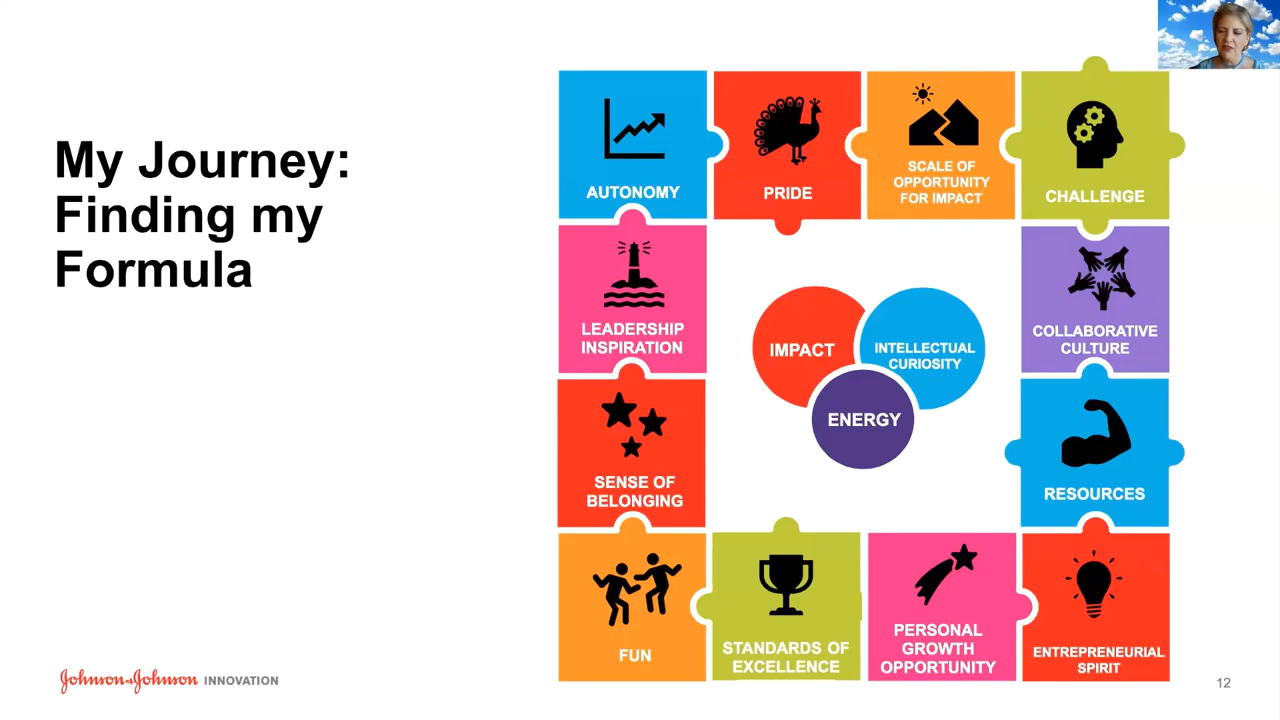 My Journey:
Finding my
Formula
AUTONOMY
PRIDE
SCALE OF
OPPORTUNITY
FOR IMPACT
CHALLENGE
LEADERSHIP
INSPIRATION
COLLABORATIVE
CULTURE
IMPACT
INTELLECTUAL
CURIOSITY
ENERGY
SENSE OF
BELONGING
RESOURCES
FUN
STANDARDS OF
EXCELLENCE
PERSONAL
GROWTH
OPPORTUNITY
ENTREPRENEURIAL
SPIRIT
Johnson & Johnson INNOVATION
12